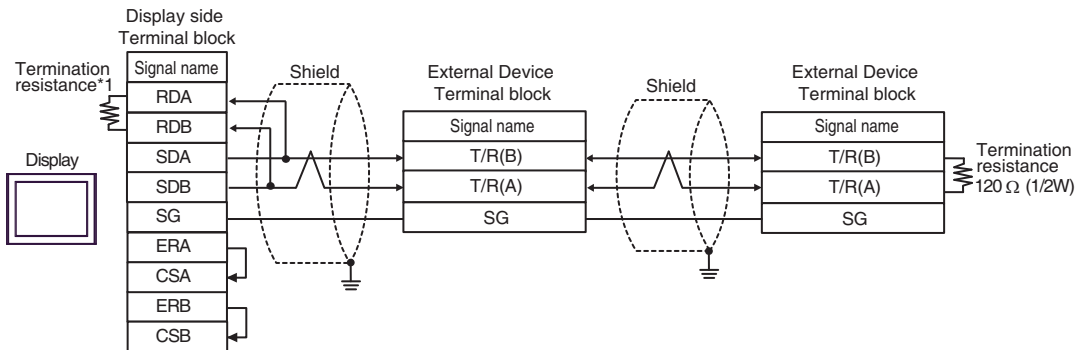 Display side
Terminal block
Termination
resistance*1
Signal name
RDA
RDB
SDA
SDB
SG
ERA
CSA
ERB
CSB
Display
Shield
External Device
Terminal block
Signal name
T/R(B)
T/R(A)
SG
Shield
External Device
Terminal block
Signal name
T/R(B)
T/R(A)
SG
Termination
resistance
120 Ω (1/2W)